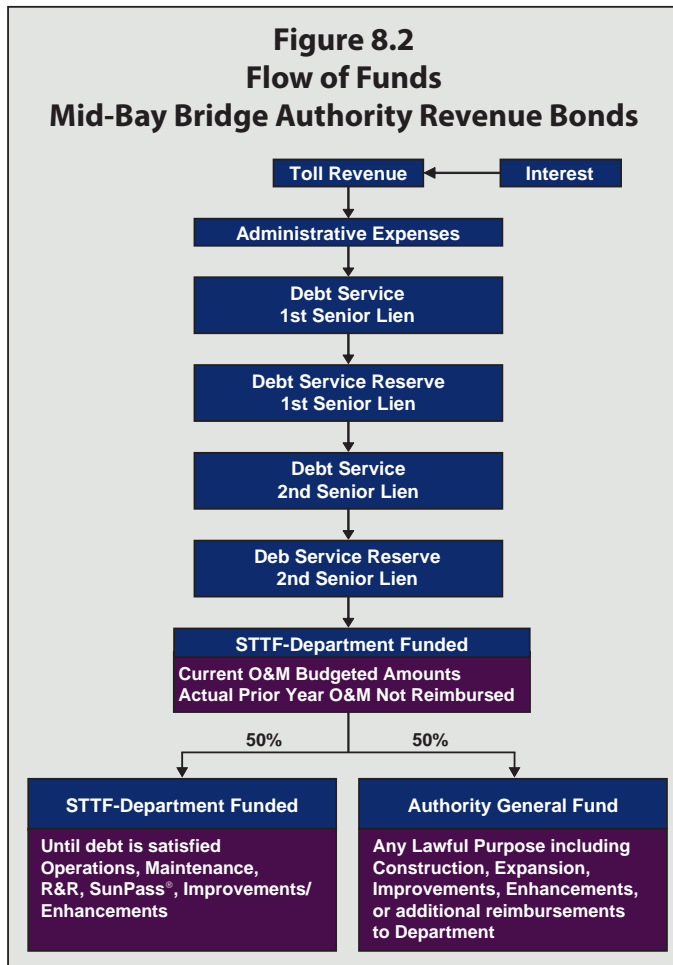 Figure 8.2
Flow of Funds
Mid-Bay Bridge Authority Revenue Bonds
Toll Revenue
Interest
Administrative Expenses
Debt Service
1st Senior Lien
Debt Service Reserve
1st Senior Lien
Debt Service
2nd Senior Lien
Deb Service Reserve
2nd Senior Lien
STTF-Department Funded
Current O&M Budgeted Amounts
Actual Prior Year O&M Not Reimbursed
50%
50%
STTF-Department Funded
Until debt is satisfied
Operations, Maintenance,
R&R, SunPass®, Improvements/
Enhancements
Authority General Fund
Any Lawful Purpose including
Construction, Expansion,
Improvements, Enhancements,
or additional reimbursements
to Department